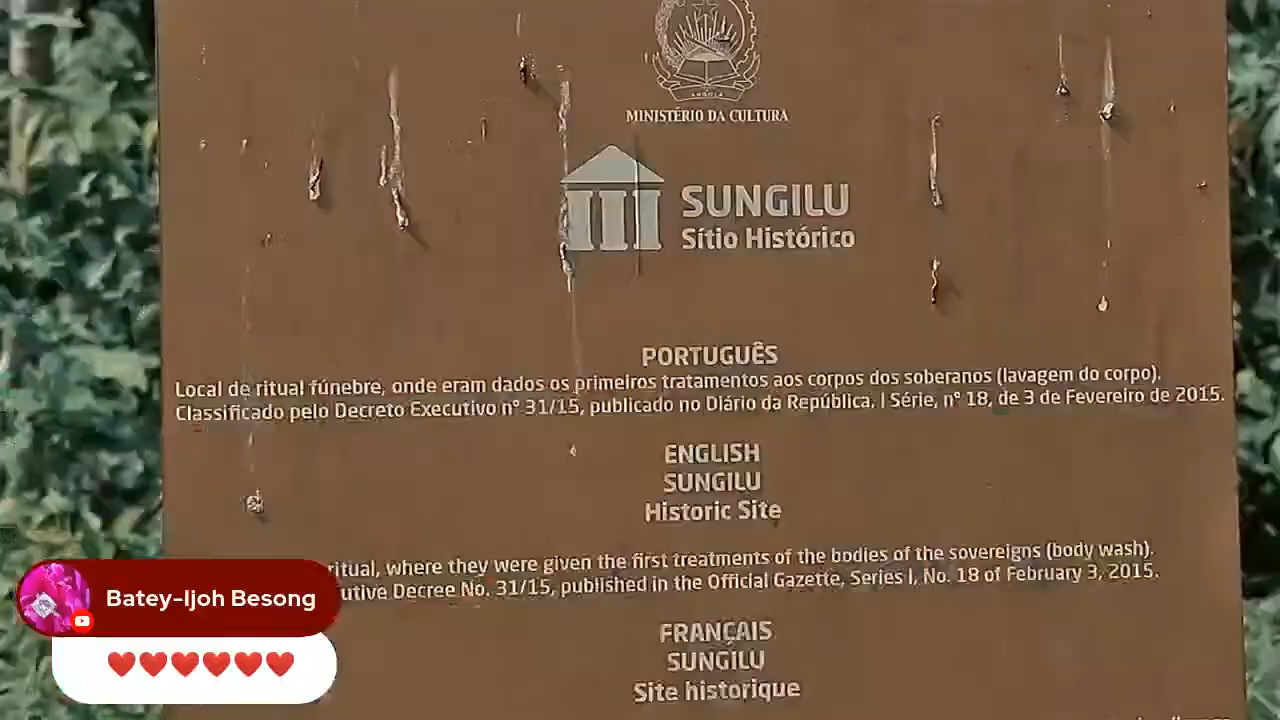 ANGOLA
MINISTÉRIO DA CULTURA
SUNGILU
Sítio Histórico
PORTUGUÊS
Local de ritual fúnebre, onde eram dados os primeiros tratamentos aos corpos dos soberanos (lavagem do corpo).
Classificado pelo Decreto Executivo nº 31/15, publicado no Diário da República, I Série, nº 18, de 3 de Fevereiro de 2015.
ENGLISH
SUNGILU
Historic Site
ritual, where they were given the first treatments of the bodies of the sovereigns (body wash).
utive Decree No. 31/15, published in the Official Gazette, Series I, No. 18 of February 3, 2015.
Batey-Ijoh Besong
FRANÇAIS
SUNGILU
Site historique